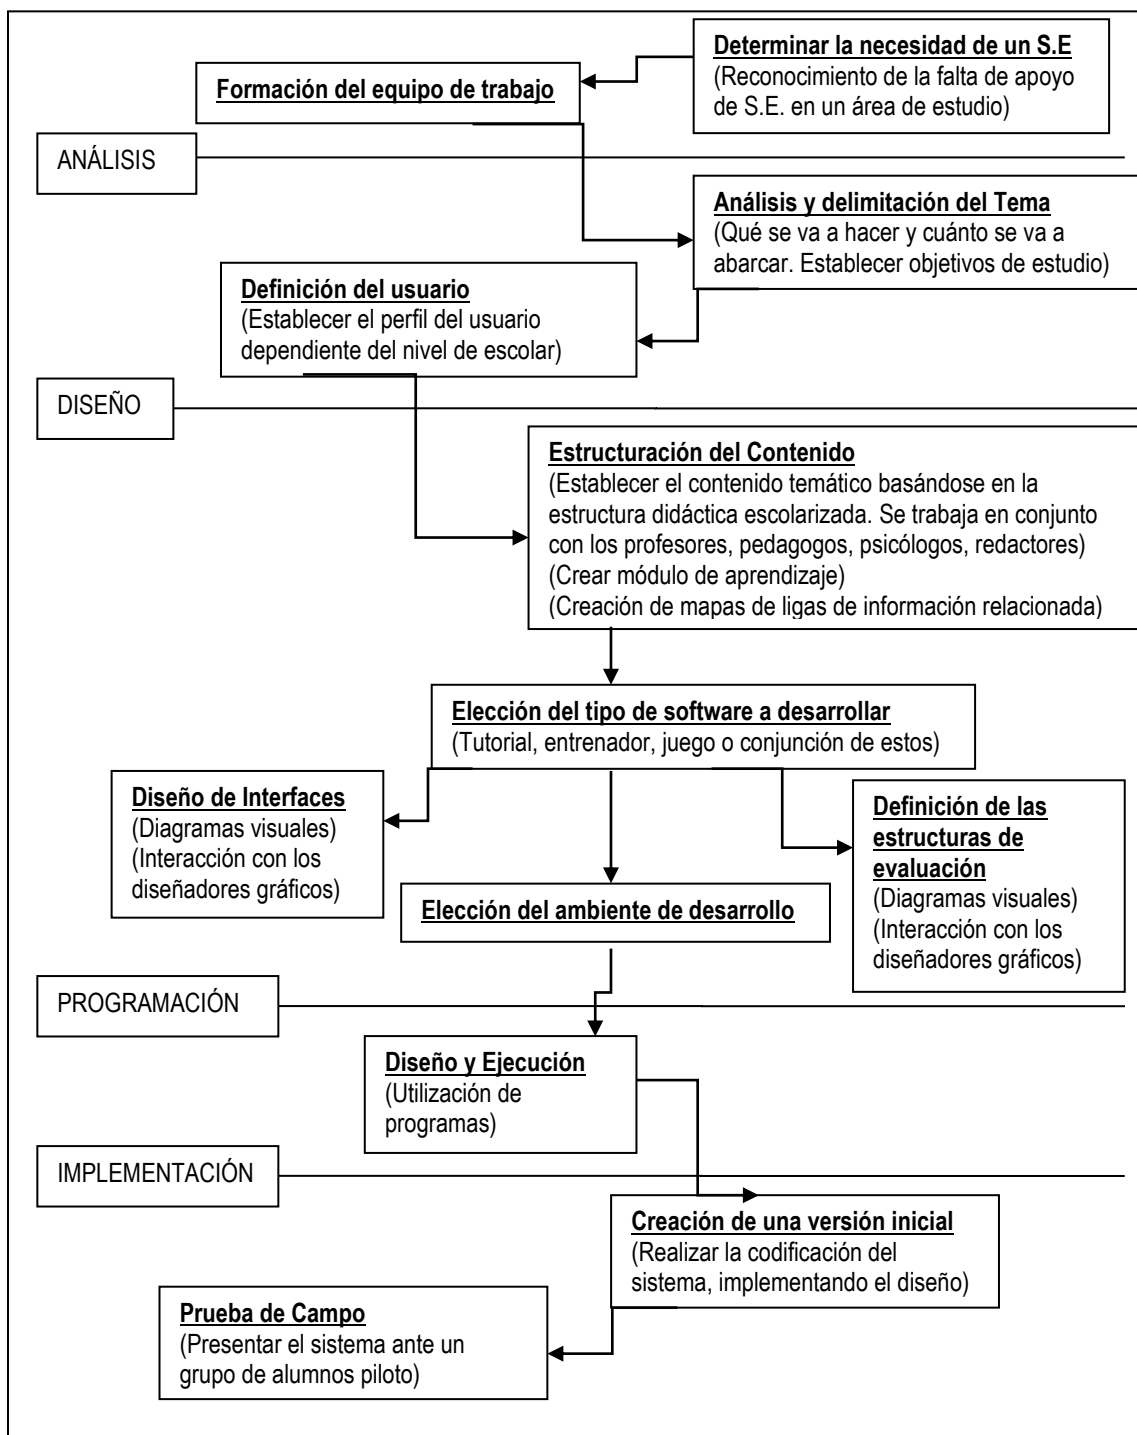 Determinar la necesidad de un S.E
(Reconocimiento de la falta de apoyo
de S.E. en un área de estudio)
Formación del equipo de trabajo
ANÁLISIS
Análisis y delimitación del Tema
(Qué se va a hacer y cuánto se va a
abarcar. Establecer objetivos de estudio)
Definición del usuario
(Establecer el perfil del usuario
dependiente del nivel de escolar)
DISEÑO
Estructuración del Contenido
(Establecer el contenido temático basándose en la
estructura didáctica escolarizada. Se trabaja en conjunto
con los profesores, pedagogos, psicólogos, redactores)
(Crear módulo de aprendizaje)
(Creación de mapas de ligas de información relacionada)
Elección del tipo de software a desarrollar
(Tutorial, entrenador, juego o conjunción de estos)
Diseño de Interfaces
(Diagramas visuales)
(Interacción con los
diseñadores gráficos)
Definición de las
estructuras de
evaluación
(Diagramas visuales)
(Interacción con los
diseñadores gráficos)
Elección del ambiente de desarrollo
PROGRAMACIÓN
Diseño y Ejecución
(Utilización de
programas)
IMPLEMENTACIÓN
Creación de una versión inicial
(Realizar la codificación del
sistema, implementando el diseño)
Prueba de Campo
(Presentar el sistema ante un
grupo de alumnos piloto)